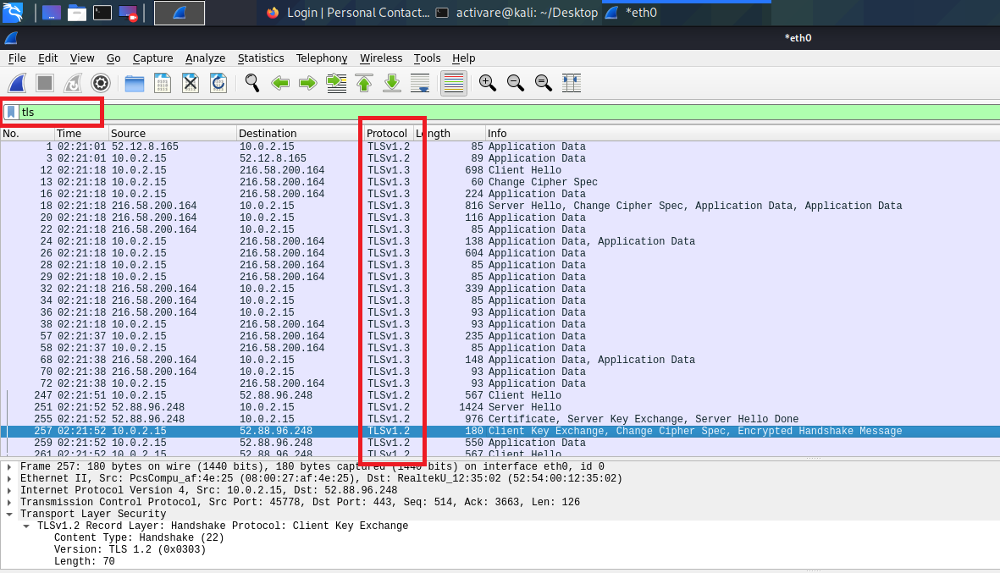 Login | Personal Contact... activare@kali: ~/Desktop *eth0
*eth0
File Edit View Go Capture Analyze Statistics Telephony Wireless Tools Help
tls
No. Time Source Destination Protocol Length Info
1 02:21:01 52.12.8.165 10.0.2.15 TLSv1.2 85 Application Data
3 02:21:01 10.0.2.15 52.12.8.165 TLSv1.2 89 Application Data
12 02:21:18 10.0.2.15 216.58.200.164 TLSv1.3 698 Client Hello
13 02:21:18 10.0.2.15 216.58.200.164 TLSv1.3 60 Change Cipher Spec
16 02:21:18 10.0.2.15 216.58.200.164 TLSv1.3 224 Application Data
18 02:21:18 216.58.200.164 10.0.2.15 TLSv1.3 816 Server Hello, Change Cipher Spec, Application Data, Application Data
20 02:21:18 216.58.200.164 10.0.2.15 TLSv1.3 116 Application Data
22 02:21:18 216.58.200.164 10.0.2.15 TLSv1.3 85 Application Data
24 02:21:18 10.0.2.15 216.58.200.164 TLSv1.3 138 Application Data, Application Data
26 02:21:18 10.0.2.15 216.58.200.164 TLSv1.3 604 Application Data
28 02:21:18 10.0.2.15 216.58.200.164 TLSv1.3 85 Application Data
29 02:21:18 10.0.2.15 216.58.200.164 TLSv1.3 85 Application Data
32 02:21:18 216.58.200.164 10.0.2.15 TLSv1.3 339 Application Data
34 02:21:18 216.58.200.164 10.0.2.15 TLSv1.3 85 Application Data
36 02:21:18 216.58.200.164 10.0.2.15 TLSv1.3 93 Application Data
38 02:21:18 10.0.2.15 216.58.200.164 TLSv1.3 93 Application Data
57 02:21:37 10.0.2.15 216.58.200.164 TLSv1.3 235 Application Data
58 02:21:37 10.0.2.15 216.58.200.164 TLSv1.3 85 Application Data
68 02:21:38 216.58.200.164 10.0.2.15 TLSv1.3 148 Application Data, Application Data
70 02:21:38 216.58.200.164 10.0.2.15 TLSv1.3 93 Application Data
72 02:21:38 10.0.2.15 216.58.200.164 TLSv1.3 93 Application Data
247 02:21:51 10.0.2.15 52.88.96.248 TLSv1.2 567 Client Hello
251 02:21:52 52.88.96.248 10.0.2.15 TLSv1.2 1424 Server Hello
255 02:21:52 52.88.96.248 10.0.2.15 TLSv1.2 976 Certificate, Server Key Exchange, Server Hello Done
257 02:21:52 10.0.2.15 52.88.96.248 TLSv1.2 180 Client Key Exchange, Change Cipher Spec, Encrypted Handshake Message
259 02:21:52 10.0.2.15 52.88.96.248 TLSv1.2 550 Application Data
261 02:21:52 10.0.2.15 52.88.96.248 TLSv1.2 567 Client Hello
Frame 257: 180 bytes on wire (1440 bits), 180 bytes captured (1440 bits) on interface eth0, id 0
Ethernet II, Src: PcsCompu_af:4e:25 (08:00:27:af:4e:25), Dst: RealtekU_12:35:02 (52:54:00:12:35:02)
Internet Protocol Version 4, Src: 10.0.2.15, Dst: 52.88.96.248
Transmission Control Protocol, Src Port: 45778, Dst Port: 443, Seq: 514, Ack: 3663, Len: 126
Transport Layer Security
TLSv1.2 Record Layer: Handshake Protocol: Client Key Exchange
Content Type: Handshake (22)
Version: TLS 1.2 (0x0303)
Length: 70